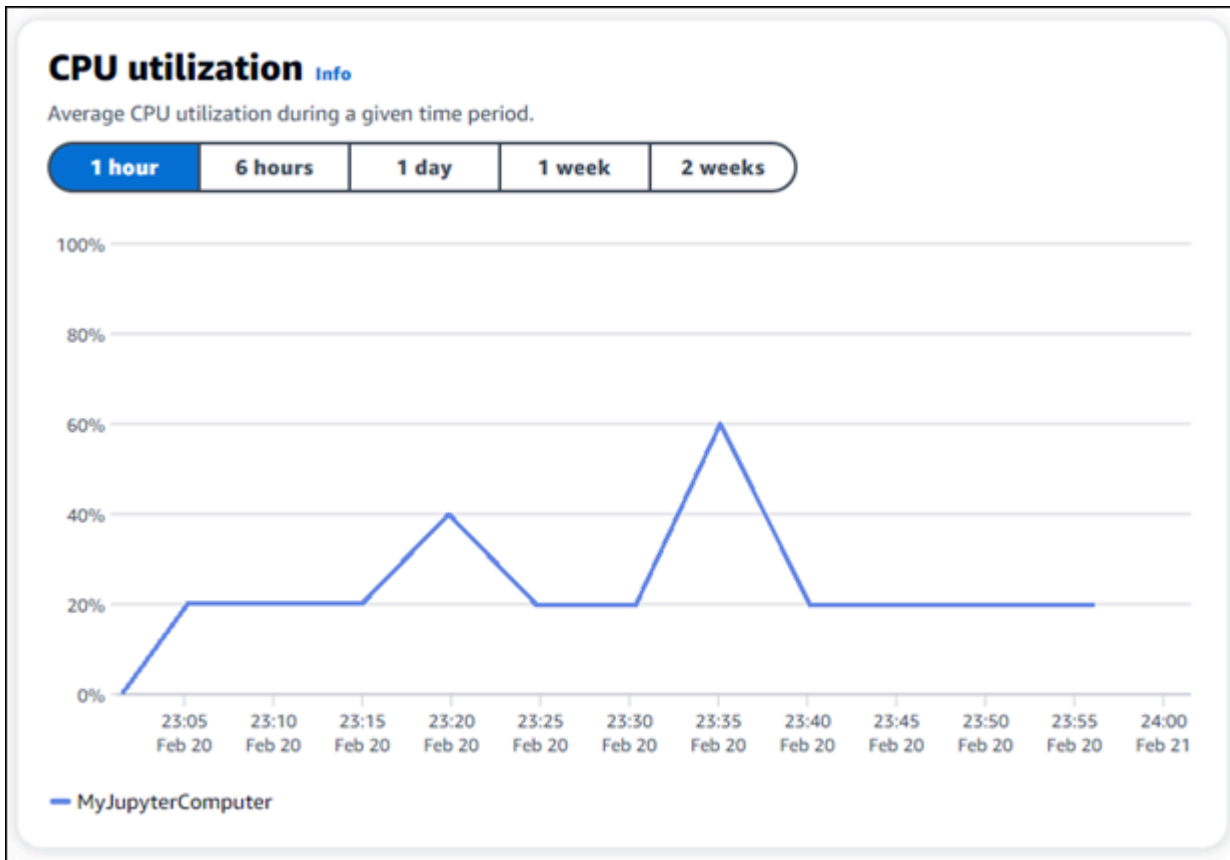 CPU utilization Info
Average CPU utilization during a given time period.
1 hour 6 hours 1 day 1 week 2 weeks
100%
80%
60%
40%
20%
0%
23:05 23:10 23:15 23:20 23:25 23:30 23:35 23:40 23:45 23:50 23:55 24:00
Feb 20 Feb 20 Feb 20 Feb 20 Feb 20 Feb 20 Feb 20 Feb 20 Feb 20 Feb 20 Feb 20 Feb 21
MyJupyterComputer